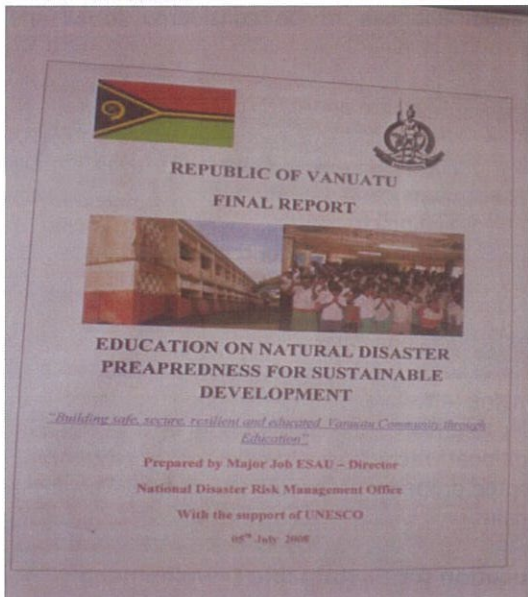 REPUBLIC OF VANUATU
FINAL REPORT
EDUCATION ON NATURAL DISASTER
PREAPREDNESS FOR SUSTAINABLE
DEVELOPMENT
"Building safe, secure, resilient and educated Vanuatu Community through
Education"
Prepared by Major Job ESAU – Director
National Disaster Risk Management Office
With the support of UNESCO
05th July 2008